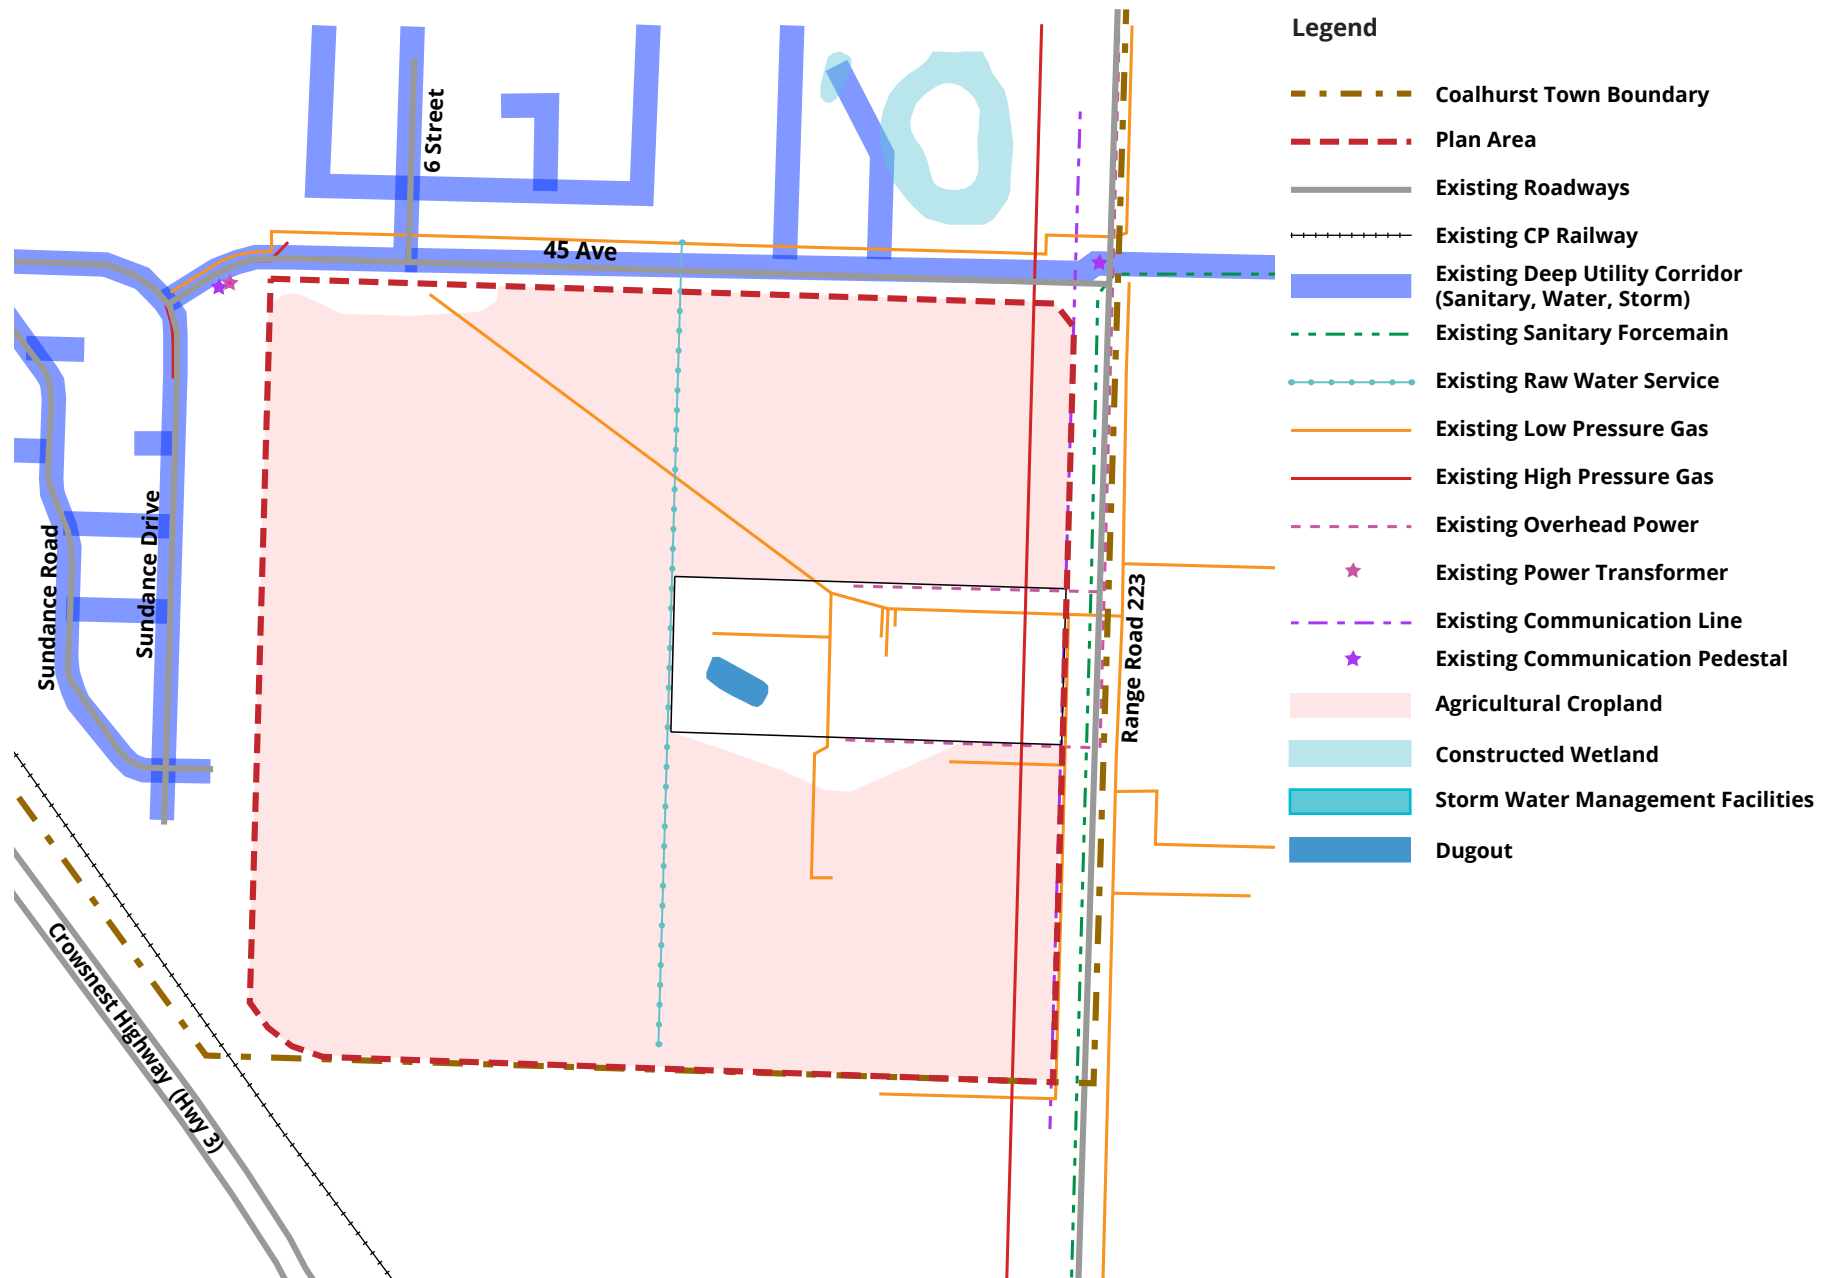 Legend
Coalhurst Town Boundary
Plan Area
Existing Roadways
Existing CP Railway
Existing Deep Utility Corridor
(Sanitary, Water, Storm)
Existing Sanitary Forcemain
Existing Raw Water Service
Existing Low Pressure Gas
Existing High Pressure Gas
Existing Overhead Power
Existing Power Transformer
Existing Communication Line
Existing Communication Pedestal
Agricultural Cropland
Constructed Wetland
Storm Water Management Facilities
Dugout
6 Street
45 Ave
Sundance Road
Sundance Drive
Range Road 223
Crowsnest Highway (Hwy 3)